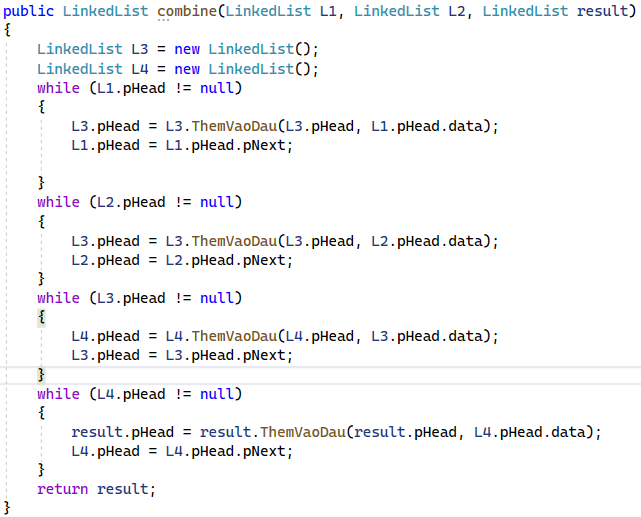 public LinkedList combine(LinkedList L1, LinkedList L2, LinkedList result)
{
    LinkedList L3 = new LinkedList();
    LinkedList L4 = new LinkedList();
    while (L1.pHead != null)
    {
        L3.pHead = L3.ThemVaoDau(L3.pHead, L1.pHead.data);
        L1.pHead = L1.pHead.pNext;

    }
    while (L2.pHead != null)
    {
        L3.pHead = L3.ThemVaoDau(L3.pHead, L2.pHead.data);
        L2.pHead = L2.pHead.pNext;
    }
    while (L3.pHead != null)
    {
        L4.pHead = L4.ThemVaoDau(L4.pHead, L3.pHead.data);
        L3.pHead = L3.pHead.pNext;
    }
    while (L4.pHead != null)
    {
        result.pHead = result.ThemVaoDau(result.pHead, L4.pHead.data);
        L4.pHead = L4.pHead.pNext;
    }
    return result;
}